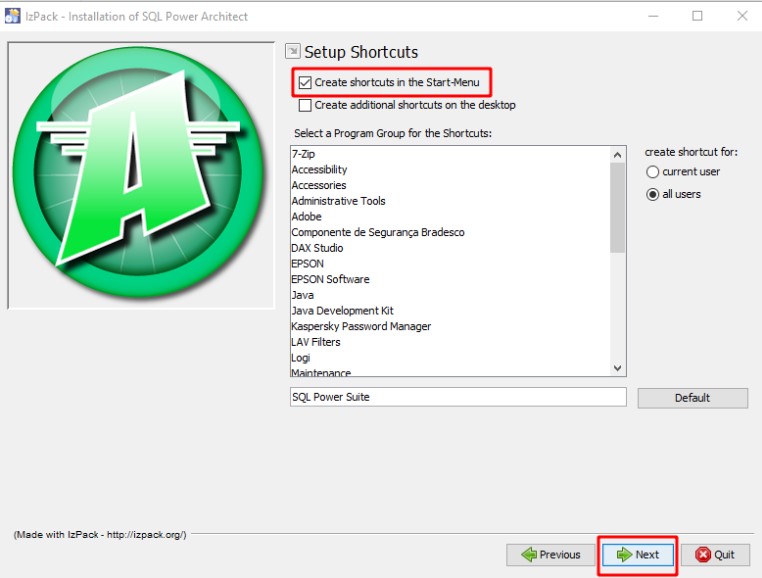 IzPack - Installation of SQL Power Architect
Setup Shortcuts
Create shortcuts in the Start-Menu
Create additional shortcuts on the desktop
Select a Program Group for the Shortcuts:
7-Zip
Accessibility
Accessories
Administrative Tools
Adobe
Componente de Segurança Bradesco
DAX Studio
EPSON
EPSON Software
Java
Java Development Kit
Kaspersky Password Manager
LAV Filters
Logi
Maintenance
create shortcut for:
current user
all users
SQL Power Suite
Default
(Made with IzPack - http://izpack.org/)
Previous
Next
Quit